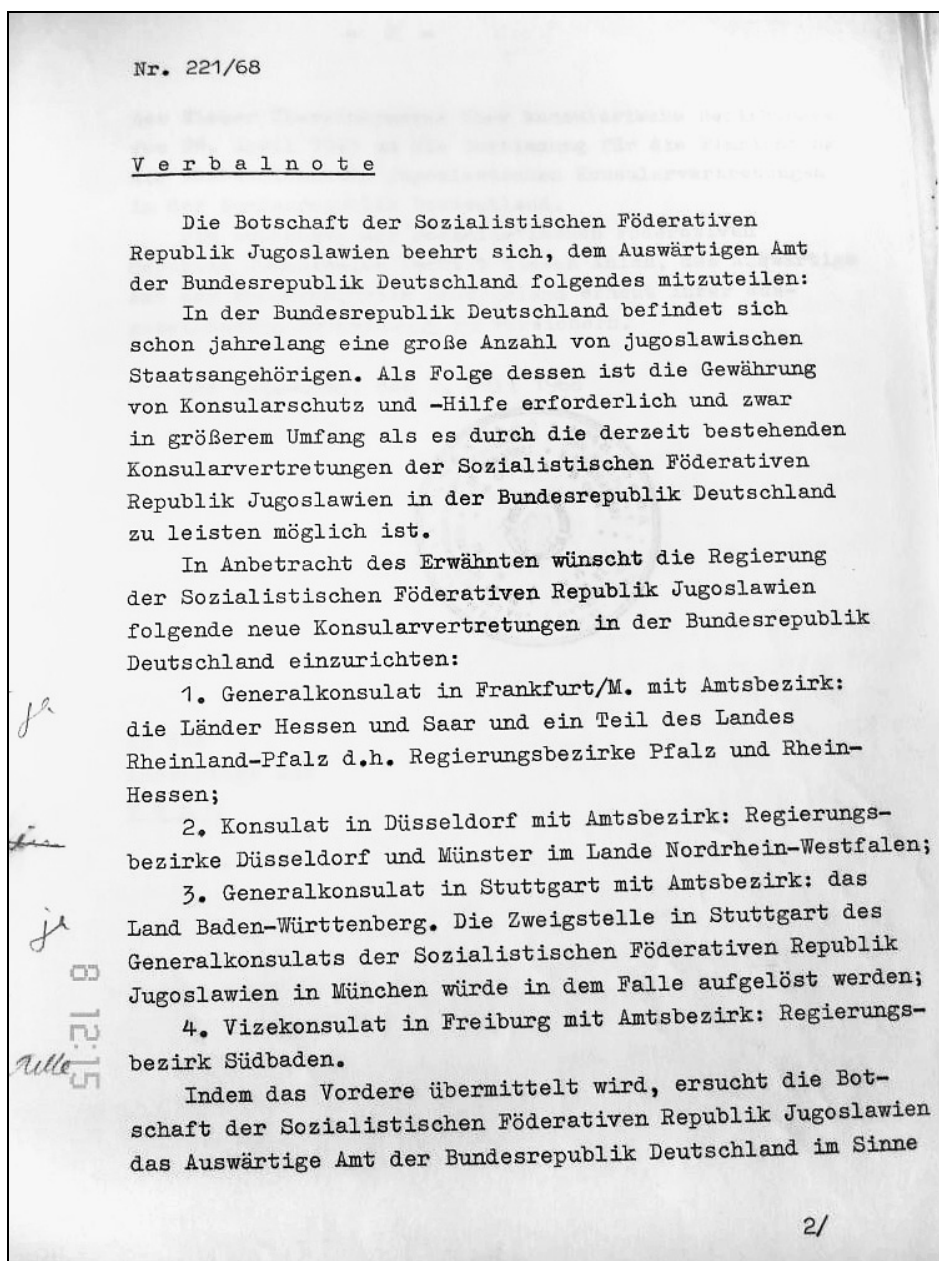 Nr. 221/68
Verbalnote
Die Botschaft der Sozialistischen Föderativen
Republik Jugoslawien beehrt sich, dem Auswärtigen Amt
der Bundesrepublik Deutschland folgendes mitzuteilen:
In der Bundesrepublik Deutschland befindet sich
schon jahrelang eine große Anzahl von jugoslawischen
Staatsangehörigen. Als Folge dessen ist die Gewährung
von Konsularschutz und -Hilfe erforderlich und zwar
in größerem Umfang als es durch die derzeit bestehenden
Konsularvertretungen der Sozialistischen Föderativen
Republik Jugoslawien in der Bundesrepublik Deutschland
zu leisten möglich ist.
In Anbetracht des Erwähnten wünscht die Regierung
der Sozialistischen Föderativen Republik Jugoslawien
folgende neue Konsularvertretungen in der Bundesrepublik
Deutschland einzurichten:
ja
1. Generalkonsulat in Frankfurt/M. mit Amtsbezirk:
die Länder Hessen und Saar und ein Teil des Landes
Rheinland-Pfalz d.h. Regierungsbezirke Pfalz und Rhein-
Hessen;
2. Konsulat in Düsseldorf mit Amtsbezirk: Regierungs-
bezirke Düsseldorf und Münster im Lande Nordrhein-Westfalen;
3. Generalkonsulat in Stuttgart mit Amtsbezirk: das
ja
Land Baden-Württenberg. Die Zweigstelle in Stuttgart des
Generalkonsulats der Sozialistischen Föderativen Republik
Jugoslawien in München würde in dem Falle aufgelöst werden;
8 12:15
4. Vizekonsulat in Freiburg mit Amtsbezirk: Regierungs-
bezirk Südbaden.
Indem das Vordere übermittelt wird, ersucht die Bot-
schaft der Sozialistischen Föderativen Republik Jugoslawien
das Auswärtige Amt der Bundesrepublik Deutschland im Sinne
2/